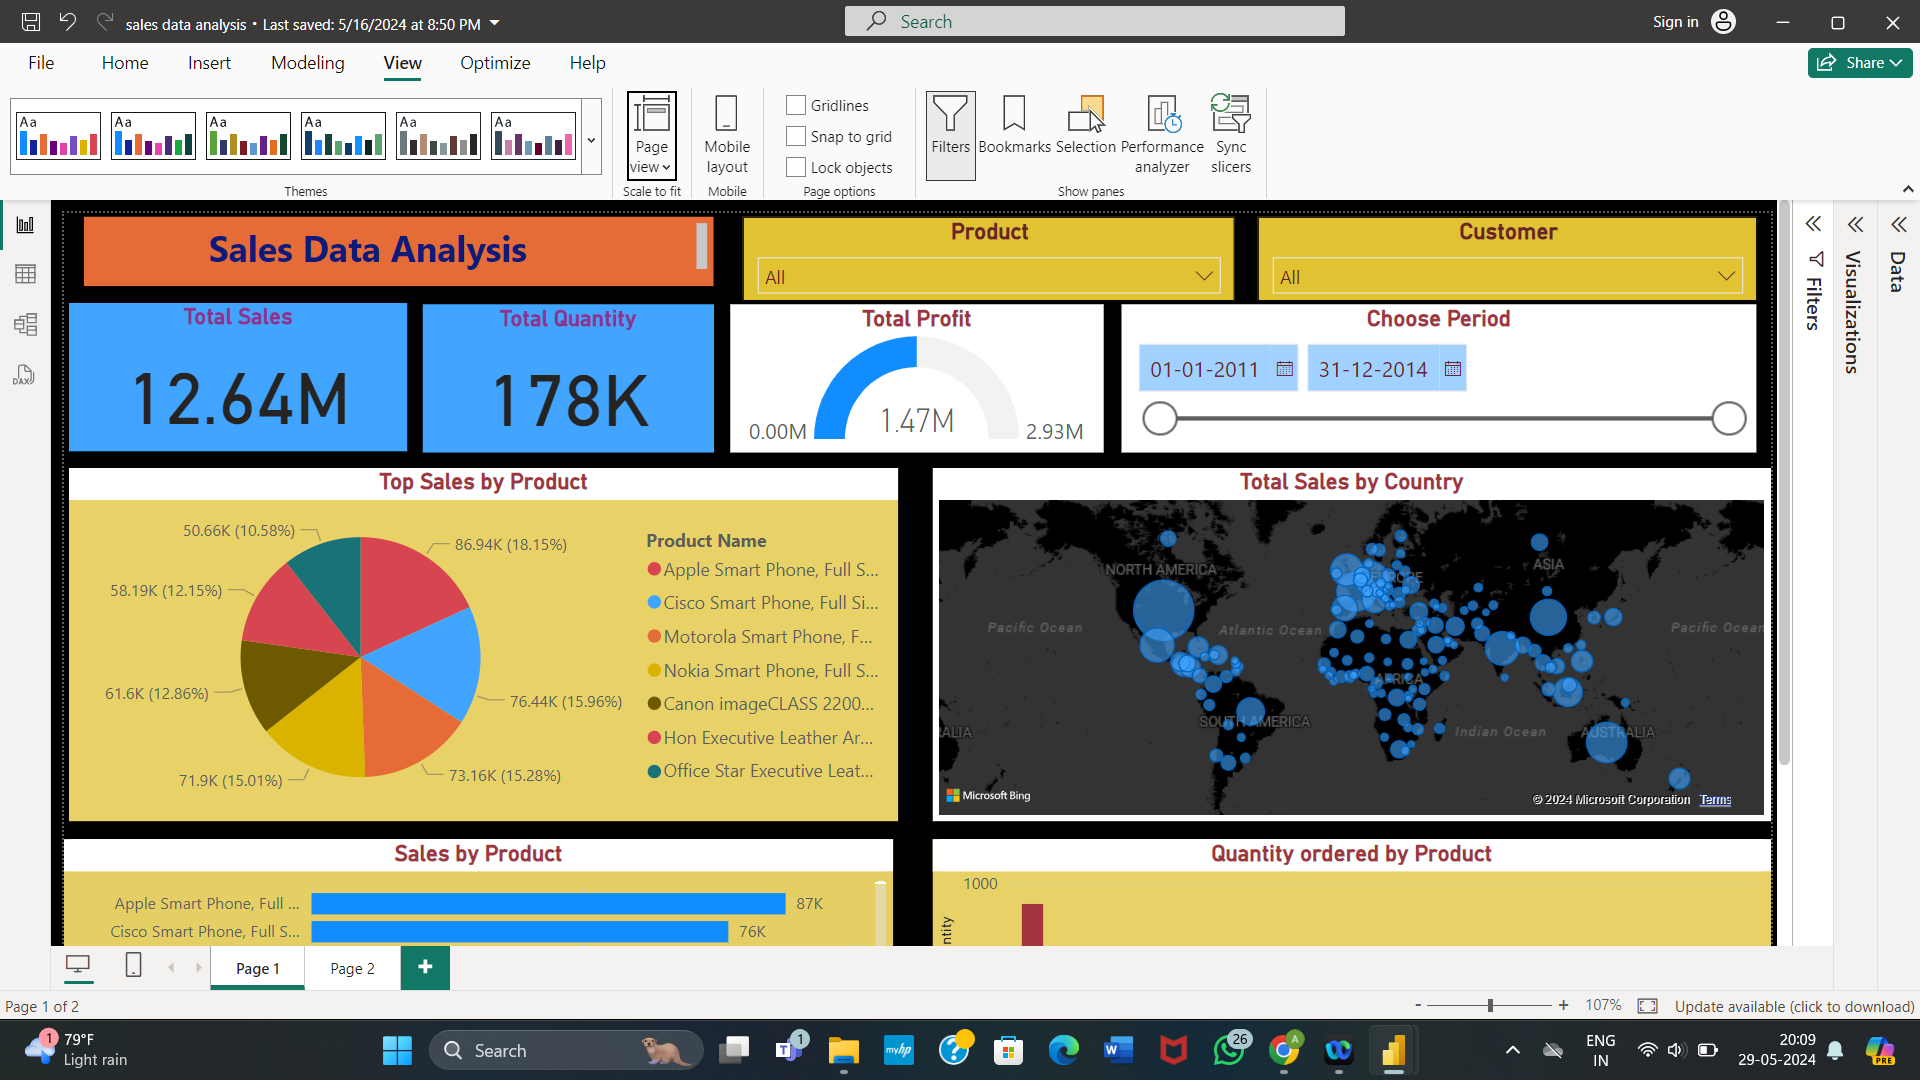 sales data analysis • Last saved: 5/16/2024 at 8:50 PM
Search
Sign in
File
Home
Insert
Modeling
View
Optimize
Help
Share
Aa
Aa
Aa
Aa
Aa
Aa
Themes
Page view
Scale to fit
Mobile layout
Mobile
Gridlines
Snap to grid
Lock objects
Page options
Filters
Bookmarks
Selection
Performance analyzer
Sync slicers
Show panes
DAX
Sales Data Analysis
Product
All
Customer
All
Total Sales
12.64M
Total Quantity
178K
Total Profit
0.00M
1.47M
2.93M
Choose Period
01-01-2011
31-12-2014
Filters
Visualizations
Data
Top Sales by Product
50.66K (10.58%)
86.94K (18.15%)
58.19K (12.15%)
61.6K (12.86%)
76.44K (15.96%)
71.9K (15.01%)
73.16K (15.28%)
Product Name
Apple Smart Phone, Full S...
Cisco Smart Phone, Full Si...
Motorola Smart Phone, F...
Nokia Smart Phone, Full S...
Canon imageCLASS 2200...
Hon Executive Leather Ar...
Office Star Executive Leat...
Total Sales by Country
NORTH AMERICA
EUROPE
ASIA
Pacific Ocean
Atlantic Ocean
Pacific Ocean
AFRICA
SOUTH AMERICA
Indian Ocean
AUSTRALIA
ALIA
Microsoft Bing
© 2024 Microsoft Corporation
Terms
Sales by Product
Apple Smart Phone, Full ...
87K
Cisco Smart Phone, Full S...
76K
Quantity ordered by Product
1000
ntity
Page 1
Page 2
+
Page 1 of 2
- + 107%
Update available (click to download)
1
79°F
Light rain
Search
1
myhp
26
A
ENG
IN
20:09
29-05-2024
PRE